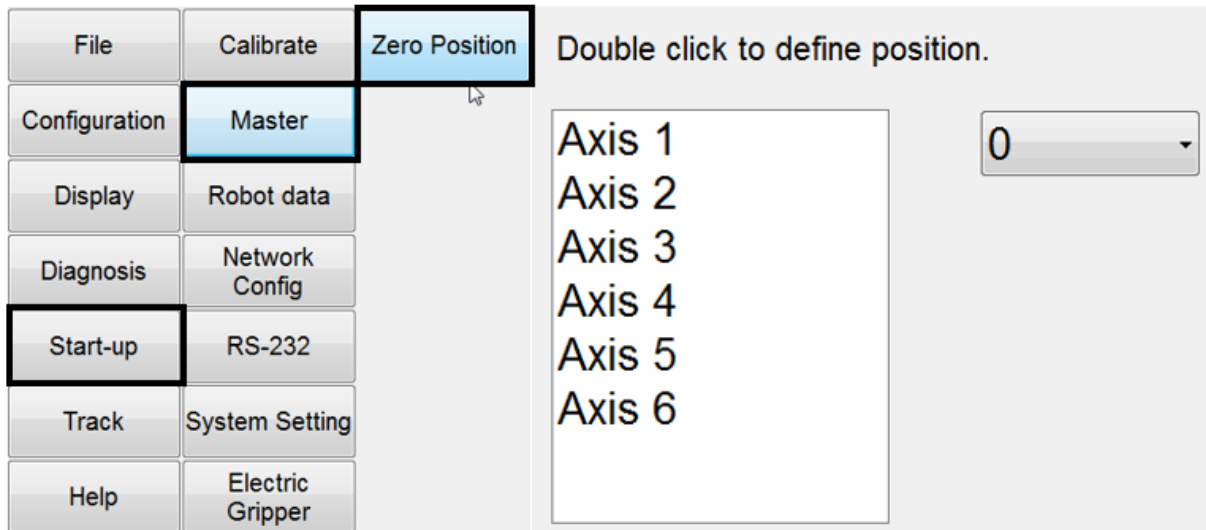 File
Calibrate
Zero Position
Double click to define position.
Configuration
Master
Display
Robot data
Diagnosis
Network
Config
Start-up
RS-232
Track
System Setting
Help
Electric
Gripper
Axis 1
Axis 2
Axis 3
Axis 4
Axis 5
Axis 6
0